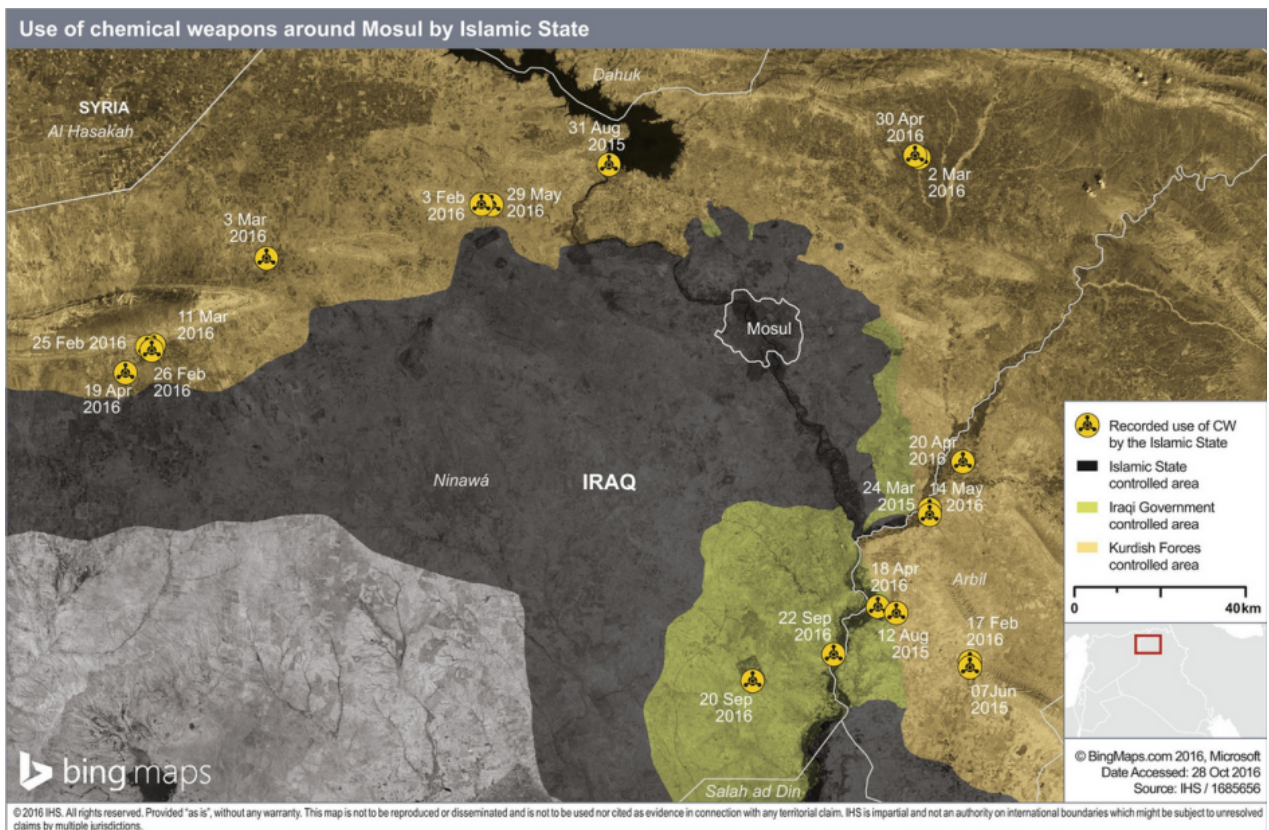 Use of chemical weapons around Mosul by Islamic State
Dahuk
SYRIA
Al Hasakah
31 Aug
2015
30 Apr
2016
2 Mar
2016
3 Feb
2016
29 May
2016
3 Mar
2016
11 Mar
2016
25 Feb 2016
26 Feb
2016
19 Apr
2016
Mosul
20 Apr
2016
Ninawá
IRAQ
24 Mar
2015
14 May
2016
18 Apr
2016
Arbil
12 Aug
2015
22 Sep
2016
17 Feb
2016
07Jun
2015
20 Sep
2016
Salah ad Din
Recorded use of CW
by the Islamic State
Islamic State
controlled area
Iraqi Government
controlled area
Kurdish Forces
controlled area
0 40km
bing maps
© BingMaps.com 2016, Microsoft
Date Accessed: 28 Oct 2016
Source: IHS / 1685656
© 2016 IHS. All rights reserved. Provided "as is", without any warranty. This map is not to be reproduced or disseminated and is not to be used nor cited as evidence in connection with any territorial claim. IHS is impartial and not an authority on international boundaries which might be subject to unresolved
claims by multiple jurisdictions.